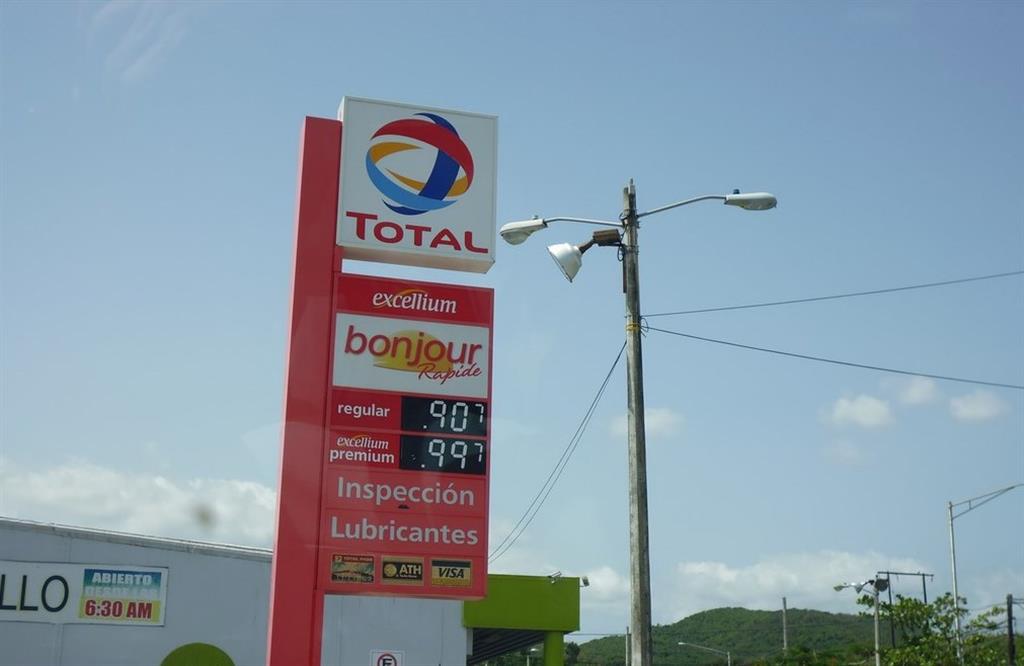 TOTAL
excellium
bonjour
Rapide
regular .907
excellium
premium .997
Inspección
Lubricantes
ATH
VISA
LLO
ABIERTO
6:30 AM
E